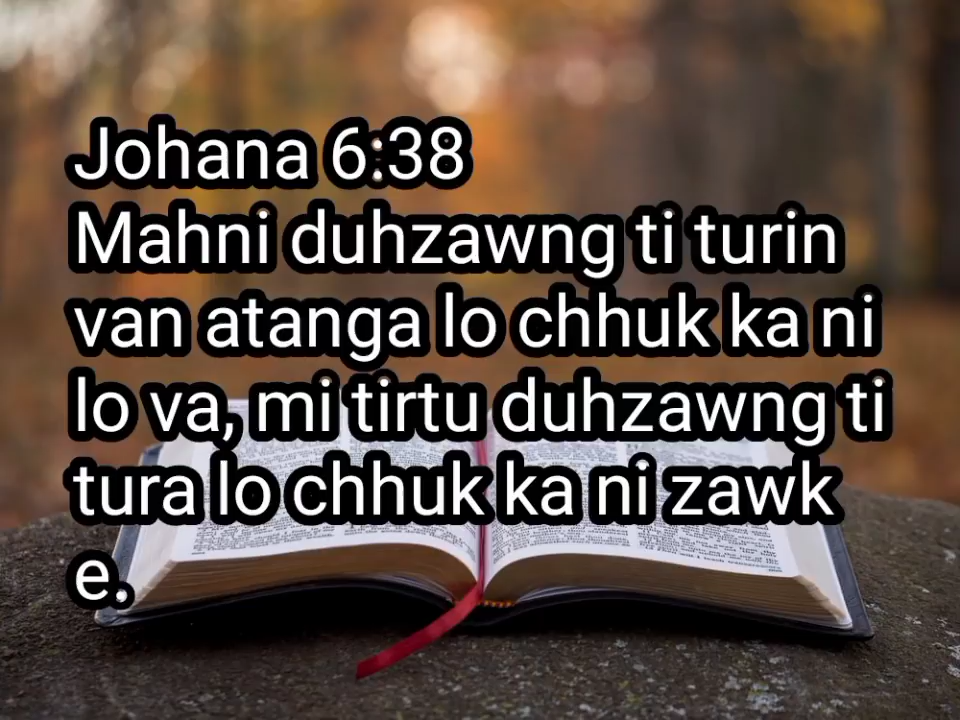 Johana 6:38
Mahni duhzawng ti turin
van atanga lo chhuk ka ni
lo va, mi tirtu duhzawng ti
tura lo chhuk ka ni zawk
e.